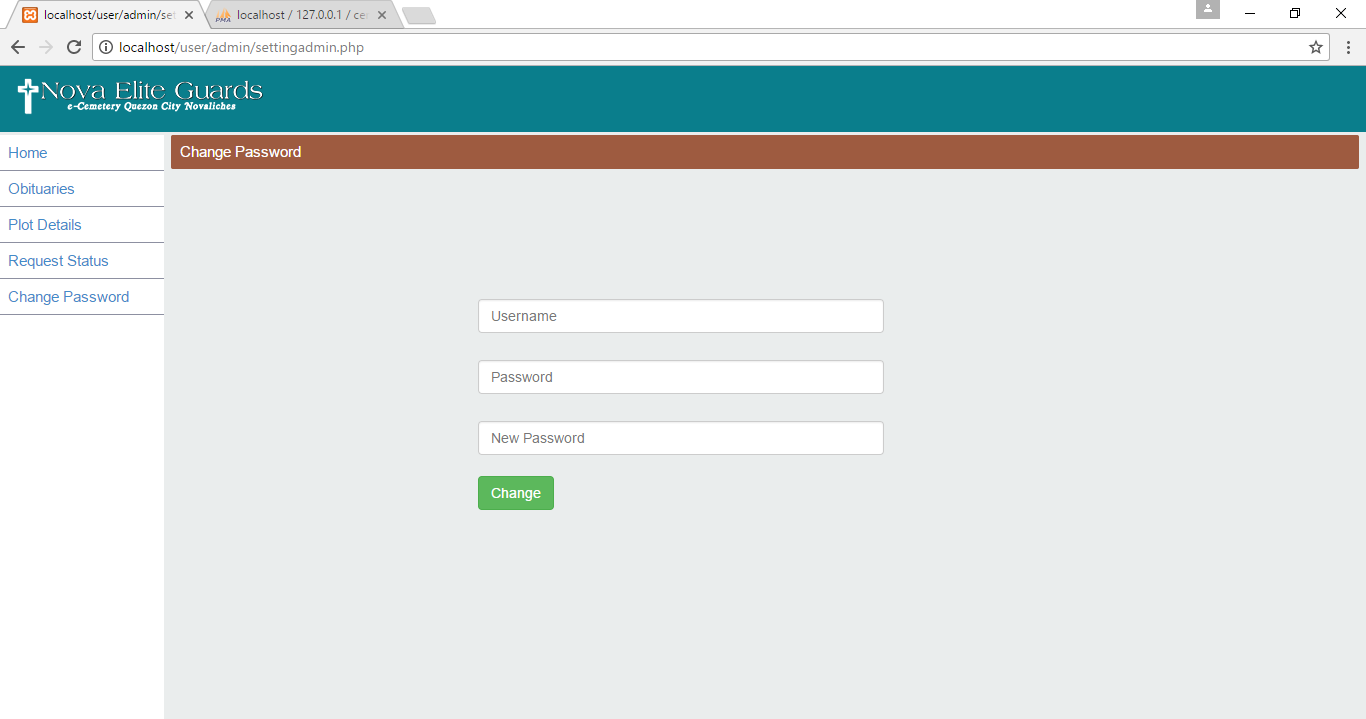 localhost/user/admin/set
localhost / 127.0.0.1 / ce
localhost/user/admin/settingadmin.php
Nova Elite Guards
e-Cemetery Quezon City Novaliches
Home
Obituaries
Plot Details
Request Status
Change Password
Change Password
Username
Password
New Password
Change